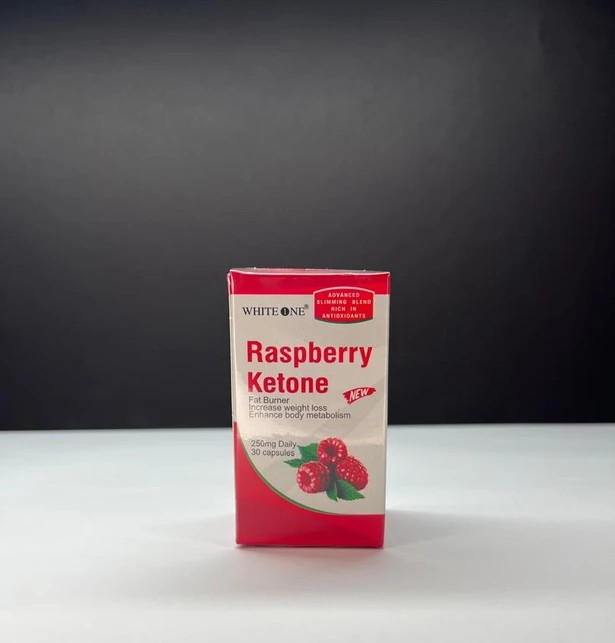 ADVANCED
SLIMMING BLEND
RICH IN
ANTIOXIDANTS
WHITE ONE®
Raspberry
Ketone
NEW
Fat Burner
Increase weight loss
Enhance body metabolism
250mg Daily
30 capsules